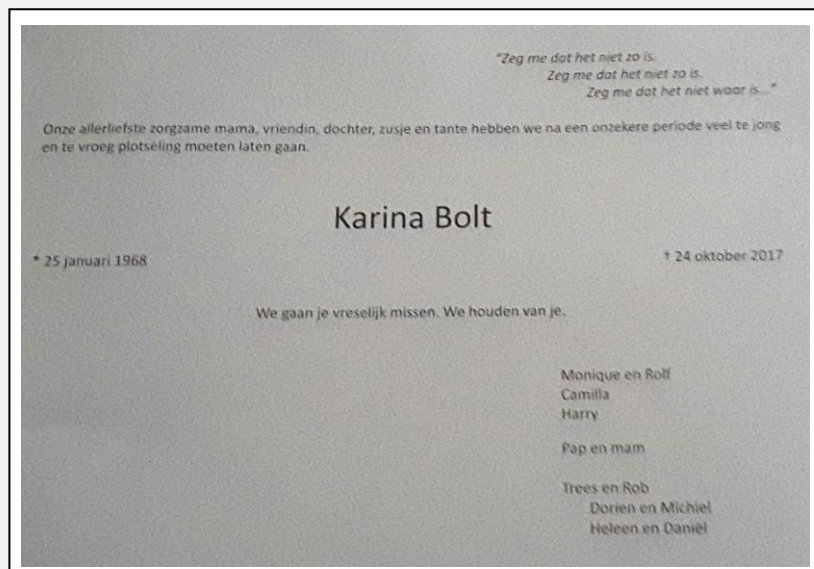 "Zeg me dat het niet zo is.
Zeg me dat het niet zo is.
Zeg me dat het niet waar is..."
Onze allerliefste zorgzame mama, vriendin, dochter, zusje en tante hebben we na een onzekere periode veel te jong
en te vroeg plotseling moeten laten gaan.
Karina Bolt
* 25 januari 1968
† 24 oktober 2017
We gaan je vreselijk missen. We houden van je.
Monique en Rolf
Camilla
Harry
Pap en mam
Trees en Rob
Dorien en Michiel
Heleen en Daniël